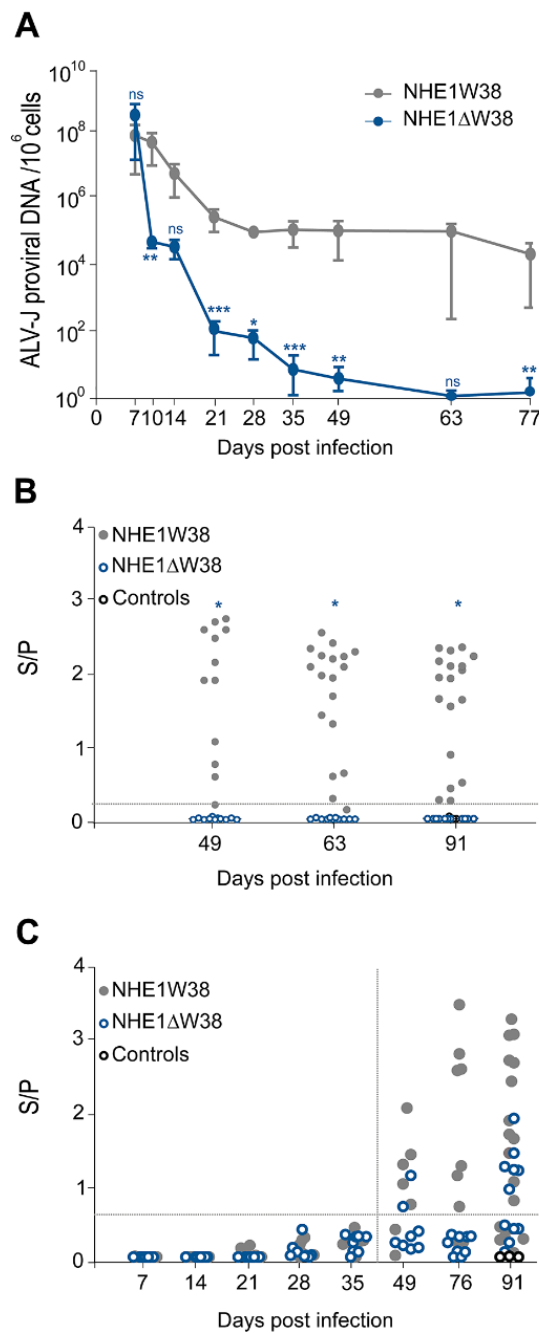 A
ALV-J proviral DNA /10^6 cells
10^10
10^8
10^6
10^4
10^2
10^0
NHE1W38
NHE1ΔW38
ns
**
ns
***
*
***
**
ns
**
0 7 10 14 21 28 35 49 63 77
Days post infection
B
S/P
4
3
2
1
0
NHE1W38
NHE1ΔW38
Controls
* * *
49 63 91
Days post infection
C
S/P
4
3
2
1
0
NHE1W38
NHE1ΔW38
Controls
7 14 21 28 35 49 76 91
Days post infection